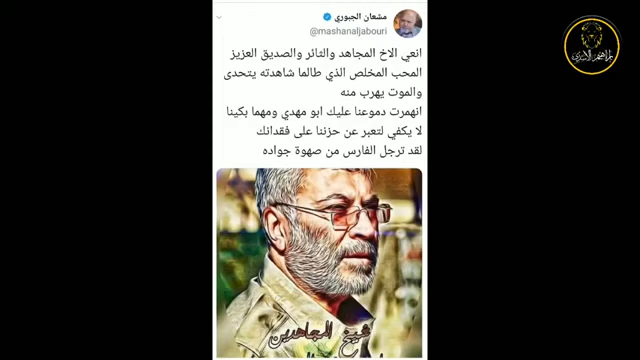 مشعان الجبوري
@mashanaljabouri
انعي الاخ المجاهد والثائر والصديق العزيز
المحب المخلص الذي طالما شاهدته يتحدى
والموت يهرب منه
انهمرت دموعنا عليك ابو مهدي ومهما بكينا
لا يكفي لتعبر عن حزننا على فقدانك
لقد ترجل الفارس من صهوة جواده
شيخ المجاهدين